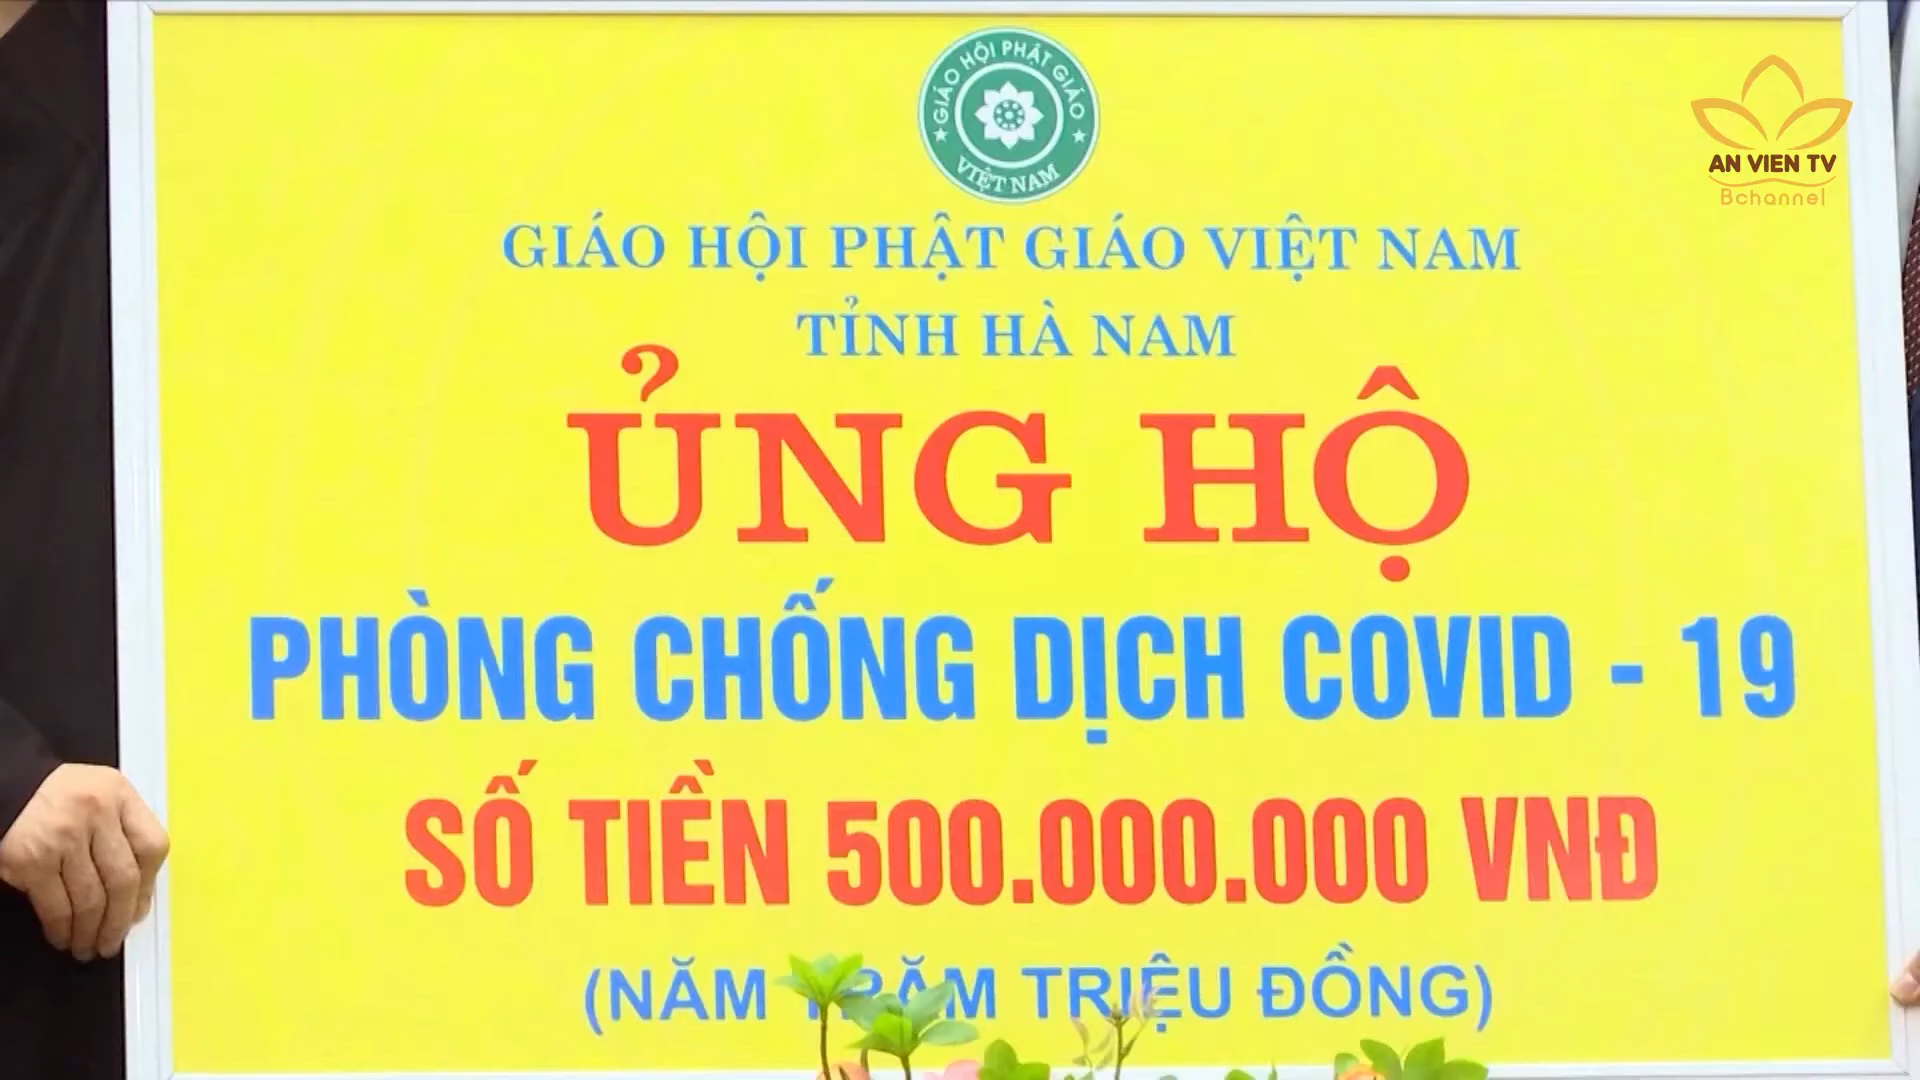 GIÁO HỘI PHẬT GIÁO
VIỆT NAM
AN VIEN TV
Bchannel
GIÁO HỘI PHẬT GIÁO VIỆT NAM
TỈNH HÀ NAM
ỦNG HỘ
PHÒNG CHỐNG DỊCH COVID - 19
SỐ TIỀN 500.000.000 VNĐ
(NĂM TRĂM TRIỆU ĐỒNG)